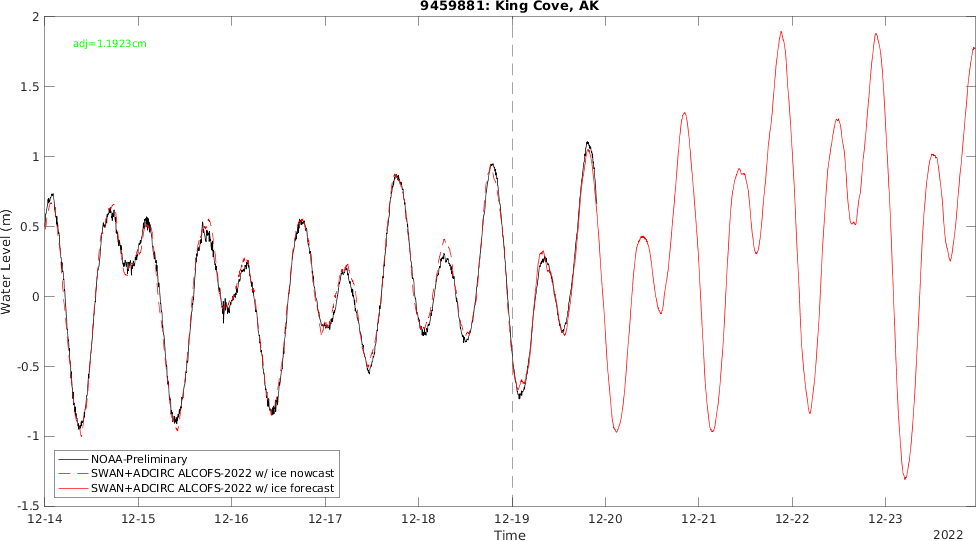 9459881: King Cove, AK
adj=1.1923cm
Water Level (m)
2
1.5
1
0.5
0
-0.5
-1
-1.5
NOAA-Preliminary
SWAN+ADCIRC ALCOFS-2022 w/ ice nowcast
SWAN+ADCIRC ALCOFS-2022 w/ ice forecast
12-14 12-15 12-16 12-17 12-18 12-19 12-20 12-21 12-22 12-23
Time
2022